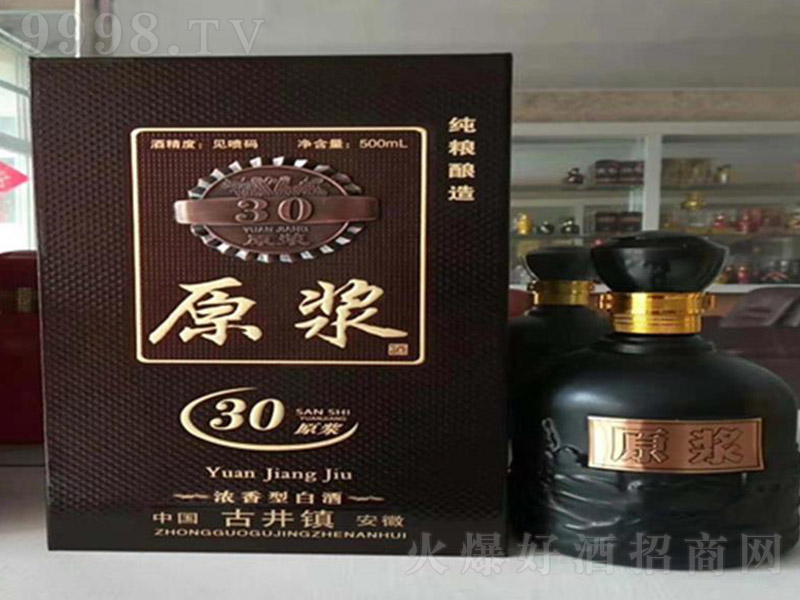 9998.TV
纯粮酿造
酒精度：见喷码 净含量：500mL
30
YUAN JIANG
原浆
原浆
酒
30 SAN SHI
YUANJIANG
原浆
Yuan Jiang Jiu
浓香型白酒
中国 古井镇 安徽
ZHONGGUOGUJINGZHENANHUI
原浆
火爆好酒招商网